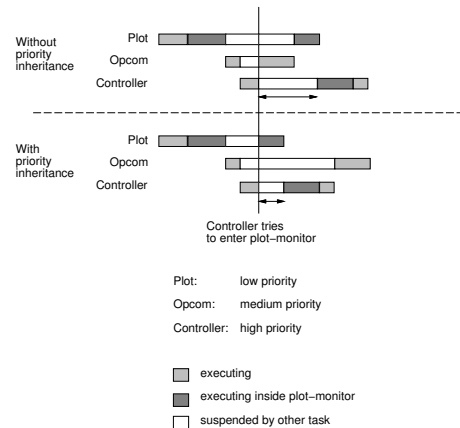 Without
priority
inheritance
Plot
Opcom
Controller
With
priority
inheritance
Plot
Opcom
Controller
Controller tries
to enter plot−monitor
Plot: low priority
Opcom: medium priority
Controller: high priority
executing
executing inside plot−monitor
suspended by other task